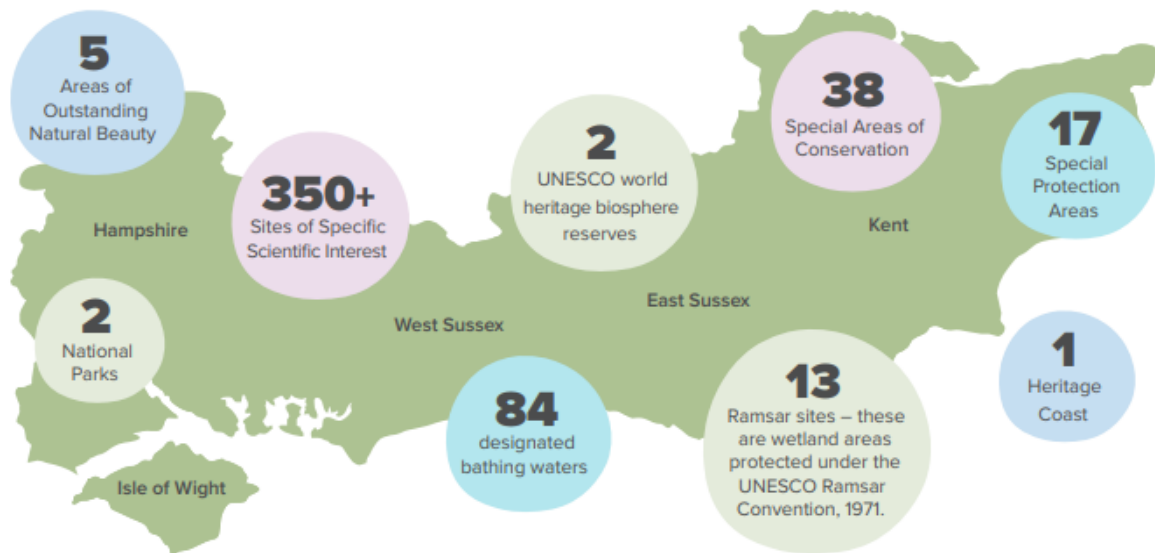 5
Areas of
Outstanding
Natural Beauty
350+
Sites of Specific
Scientific Interest
2
UNESCO world
heritage biosphere
reserves
38
Special Areas of
Conservation
17
Special
Protection
Areas
Hampshire
Kent
2
National
Parks
West Sussex
East Sussex
84
designated
bathing waters
13
Ramsar sites – these
are wetland areas
protected under the
UNESCO Ramsar
Convention, 1971.
1
Heritage
Coast
Isle of Wight